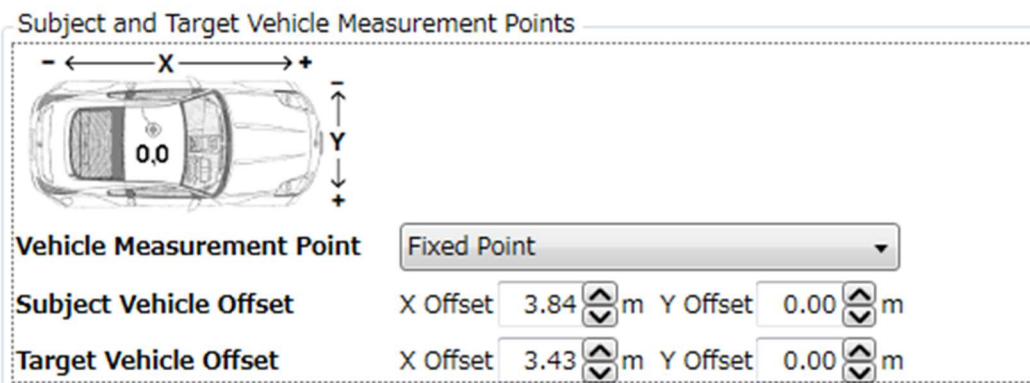 Subject and Target Vehicle Measurement Points
- X +
-
Y
+
0,0
Vehicle Measurement Point Fixed Point
Subject Vehicle Offset X Offset 3.84 m Y Offset 0.00 m
Target Vehicle Offset X Offset 3.43 m Y Offset 0.00 m